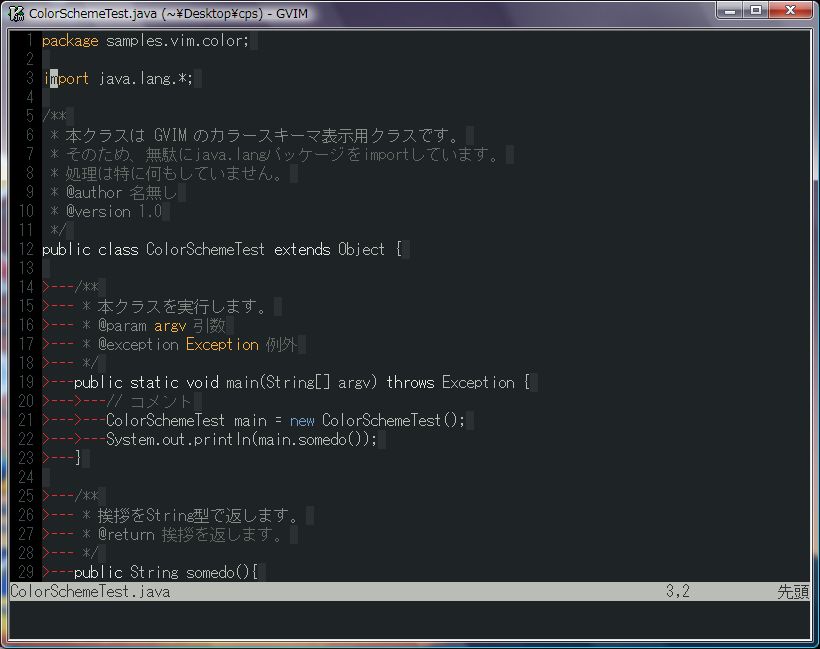 ColorSchemeTest.java (~¥Desktop¥cps) - GVIM
1 package samples.vim.color;
2
3 import java.lang.*;
4
5 /**
6  * 本クラスは GVIM のカラースキーマ表示用クラスです。
7  * そのため、無駄にjava.langパッケージをimportしています。
8  * 処理は特に何もしていません。
9  * @author 名無し
10  * @version 1.0
11  */
12 public class ColorSchemeTest extends Object {
13
14 >---/**
15 >--- * 本クラスを実行します。
16 >--- * @param argv 引数
17 >--- * @exception Exception 例外
18 >--- */
19 >---public static void main(String[] argv) throws Exception {
20 >--->---// コメント
21 >--->---ColorSchemeTest main = new ColorSchemeTest();
22 >--->---System.out.println(main.somedo());
23 >---}
24
25 >---/**
26 >--- * 挨拶をString型で返します。
27 >--- * @return 挨拶を返します。
28 >--- */
29 >---public String somedo(){
ColorSchemeTest.java 3,2 先頭